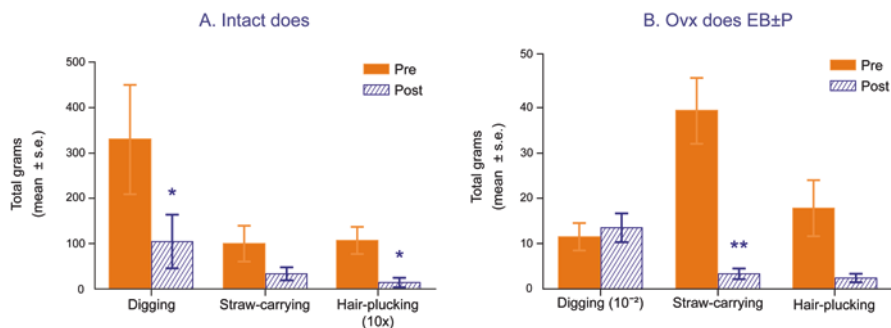 A. Intact does
500
400
300
200
100
0
Total grams
(mean ± s.e.)
Pre
Post
*
*
Digging
Straw-carrying
Hair-plucking
(10x)
B. Ovx does EB±P
50
40
30
20
10
0
Total grams
(mean ± s.e.)
Pre
Post
**
Digging (10⁻²)
Straw-carrying
Hair-plucking